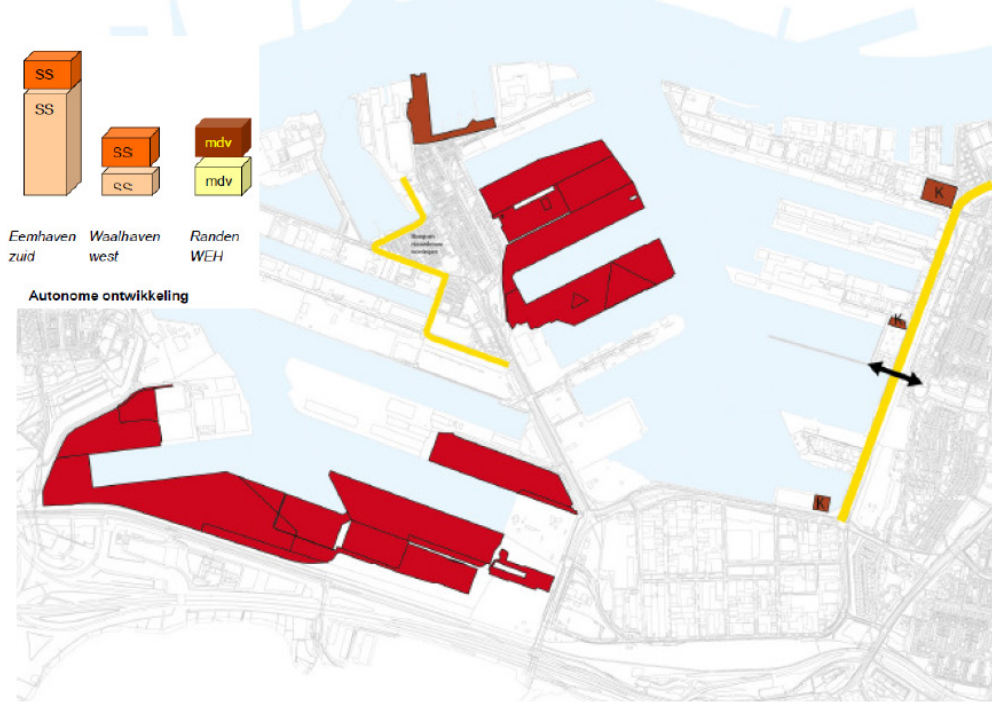 SS
SS
SS
SS
mdv
mdv
Eemhaven zuid
Waalhaven west
Randen WEH
Autonome ontwikkeling
K
K
K